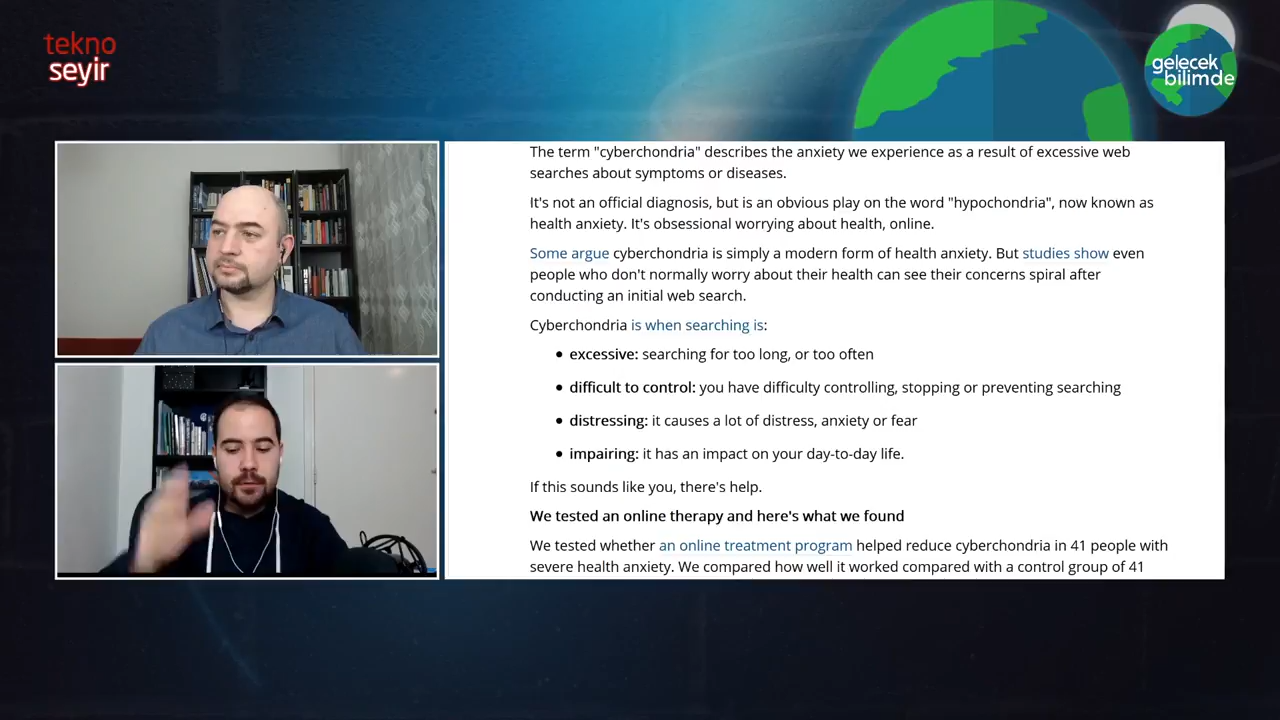 tekno
seyir
gelecek
bilimde
The term "cyberchondria" describes the anxiety we experience as a result of excessive web
searches about symptoms or diseases.
It's not an official diagnosis, but is an obvious play on the word "hypochondria", now known as
health anxiety. It's obsessional worrying about health, online.
Some argue cyberchondria is simply a modern form of health anxiety. But studies show even
people who don't normally worry about their health can see their concerns spiral after
conducting an initial web search.
Cyberchondria is when searching is:
• excessive: searching for too long, or too often
• difficult to control: you have difficulty controlling, stopping or preventing searching
• distressing: it causes a lot of distress, anxiety or fear
• impairing: it has an impact on your day-to-day life.
If this sounds like you, there's help.
We tested an online therapy and here's what we found
We tested whether an online treatment program helped reduce cyberchondria in 41 people with
severe health anxiety. We compared how well it worked compared with a control group of 41